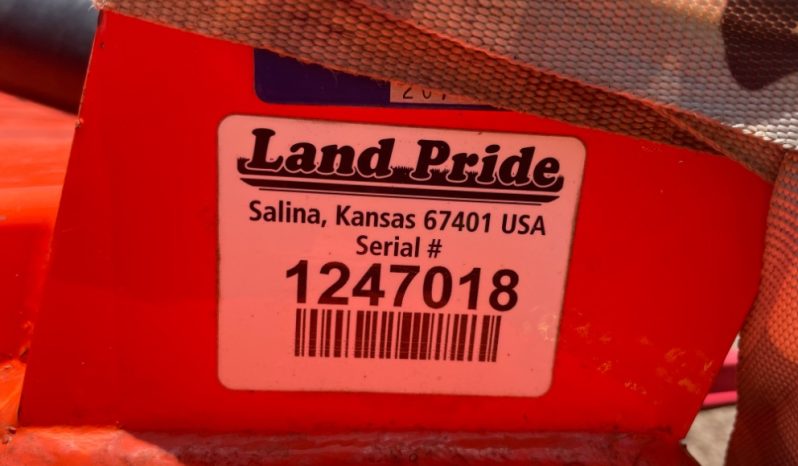 Land Pride
Salina, Kansas 67401 USA
Serial #
1247018